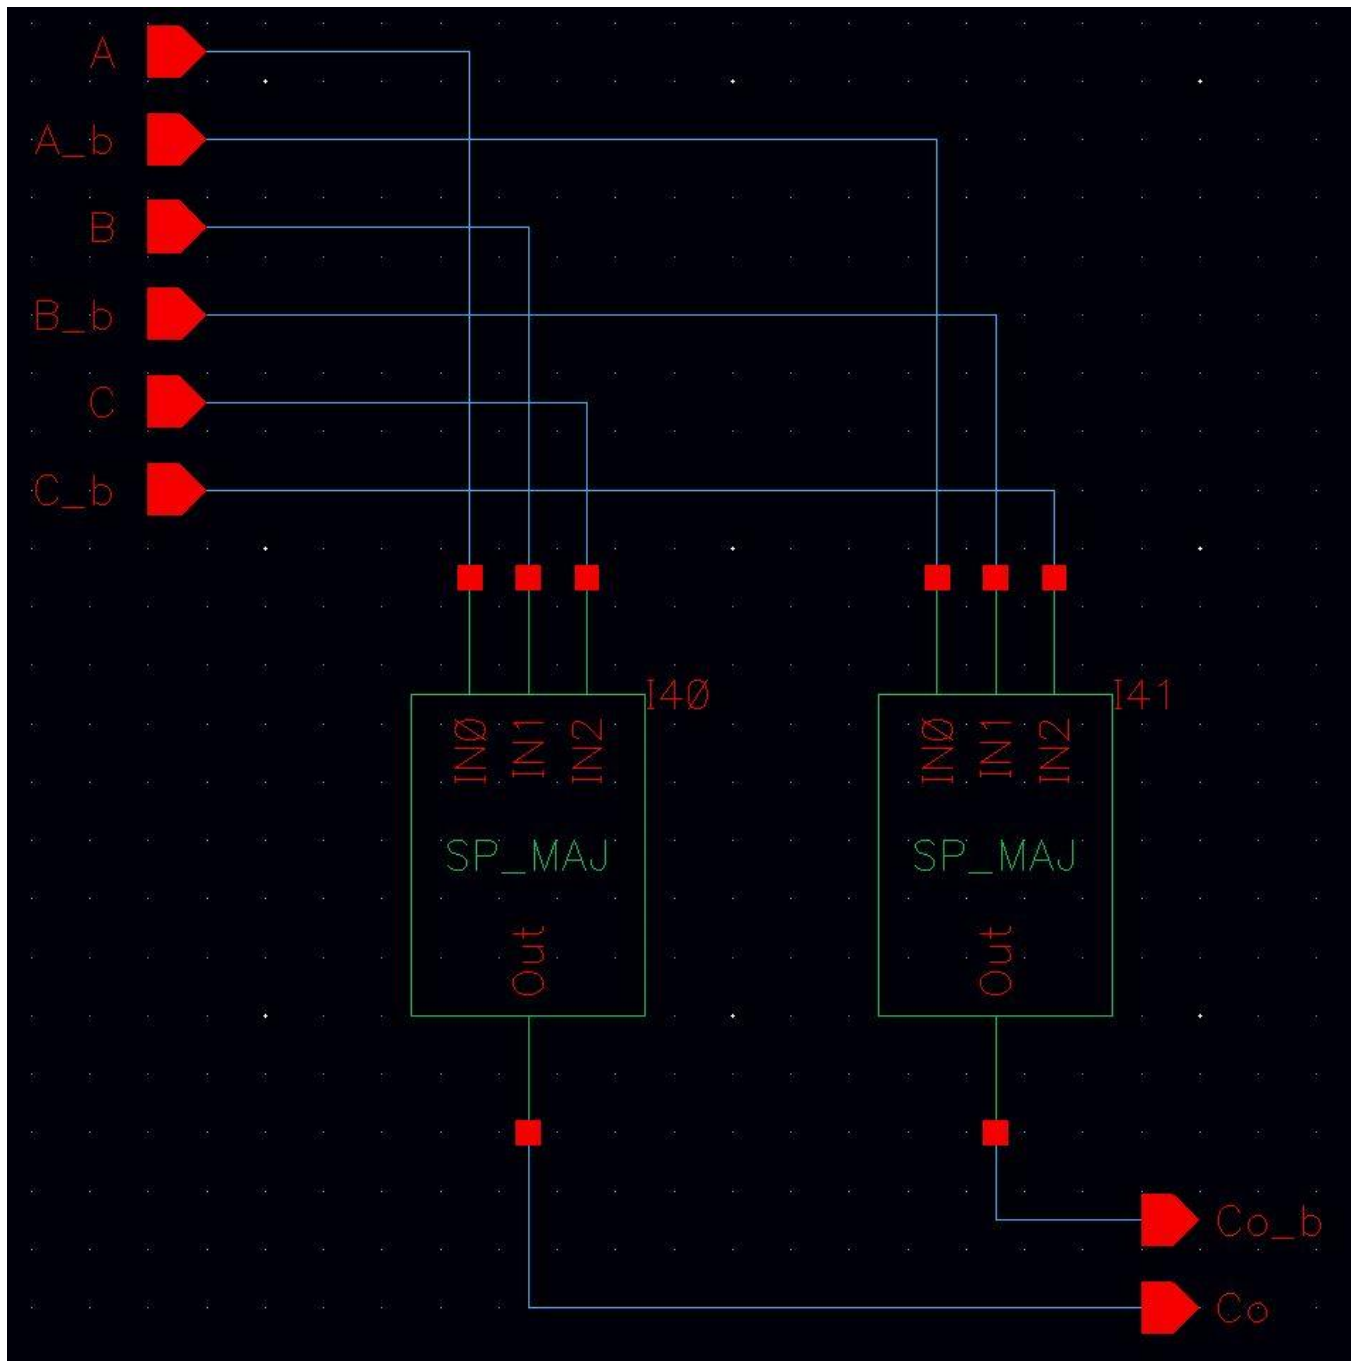 A
A_b
B
B_b
C
C_b
I40 I41
IN0 IN1 IN2 IN0 IN1 IN2
SP_MAJ SP_MAJ
Out Out
Co_b
Co